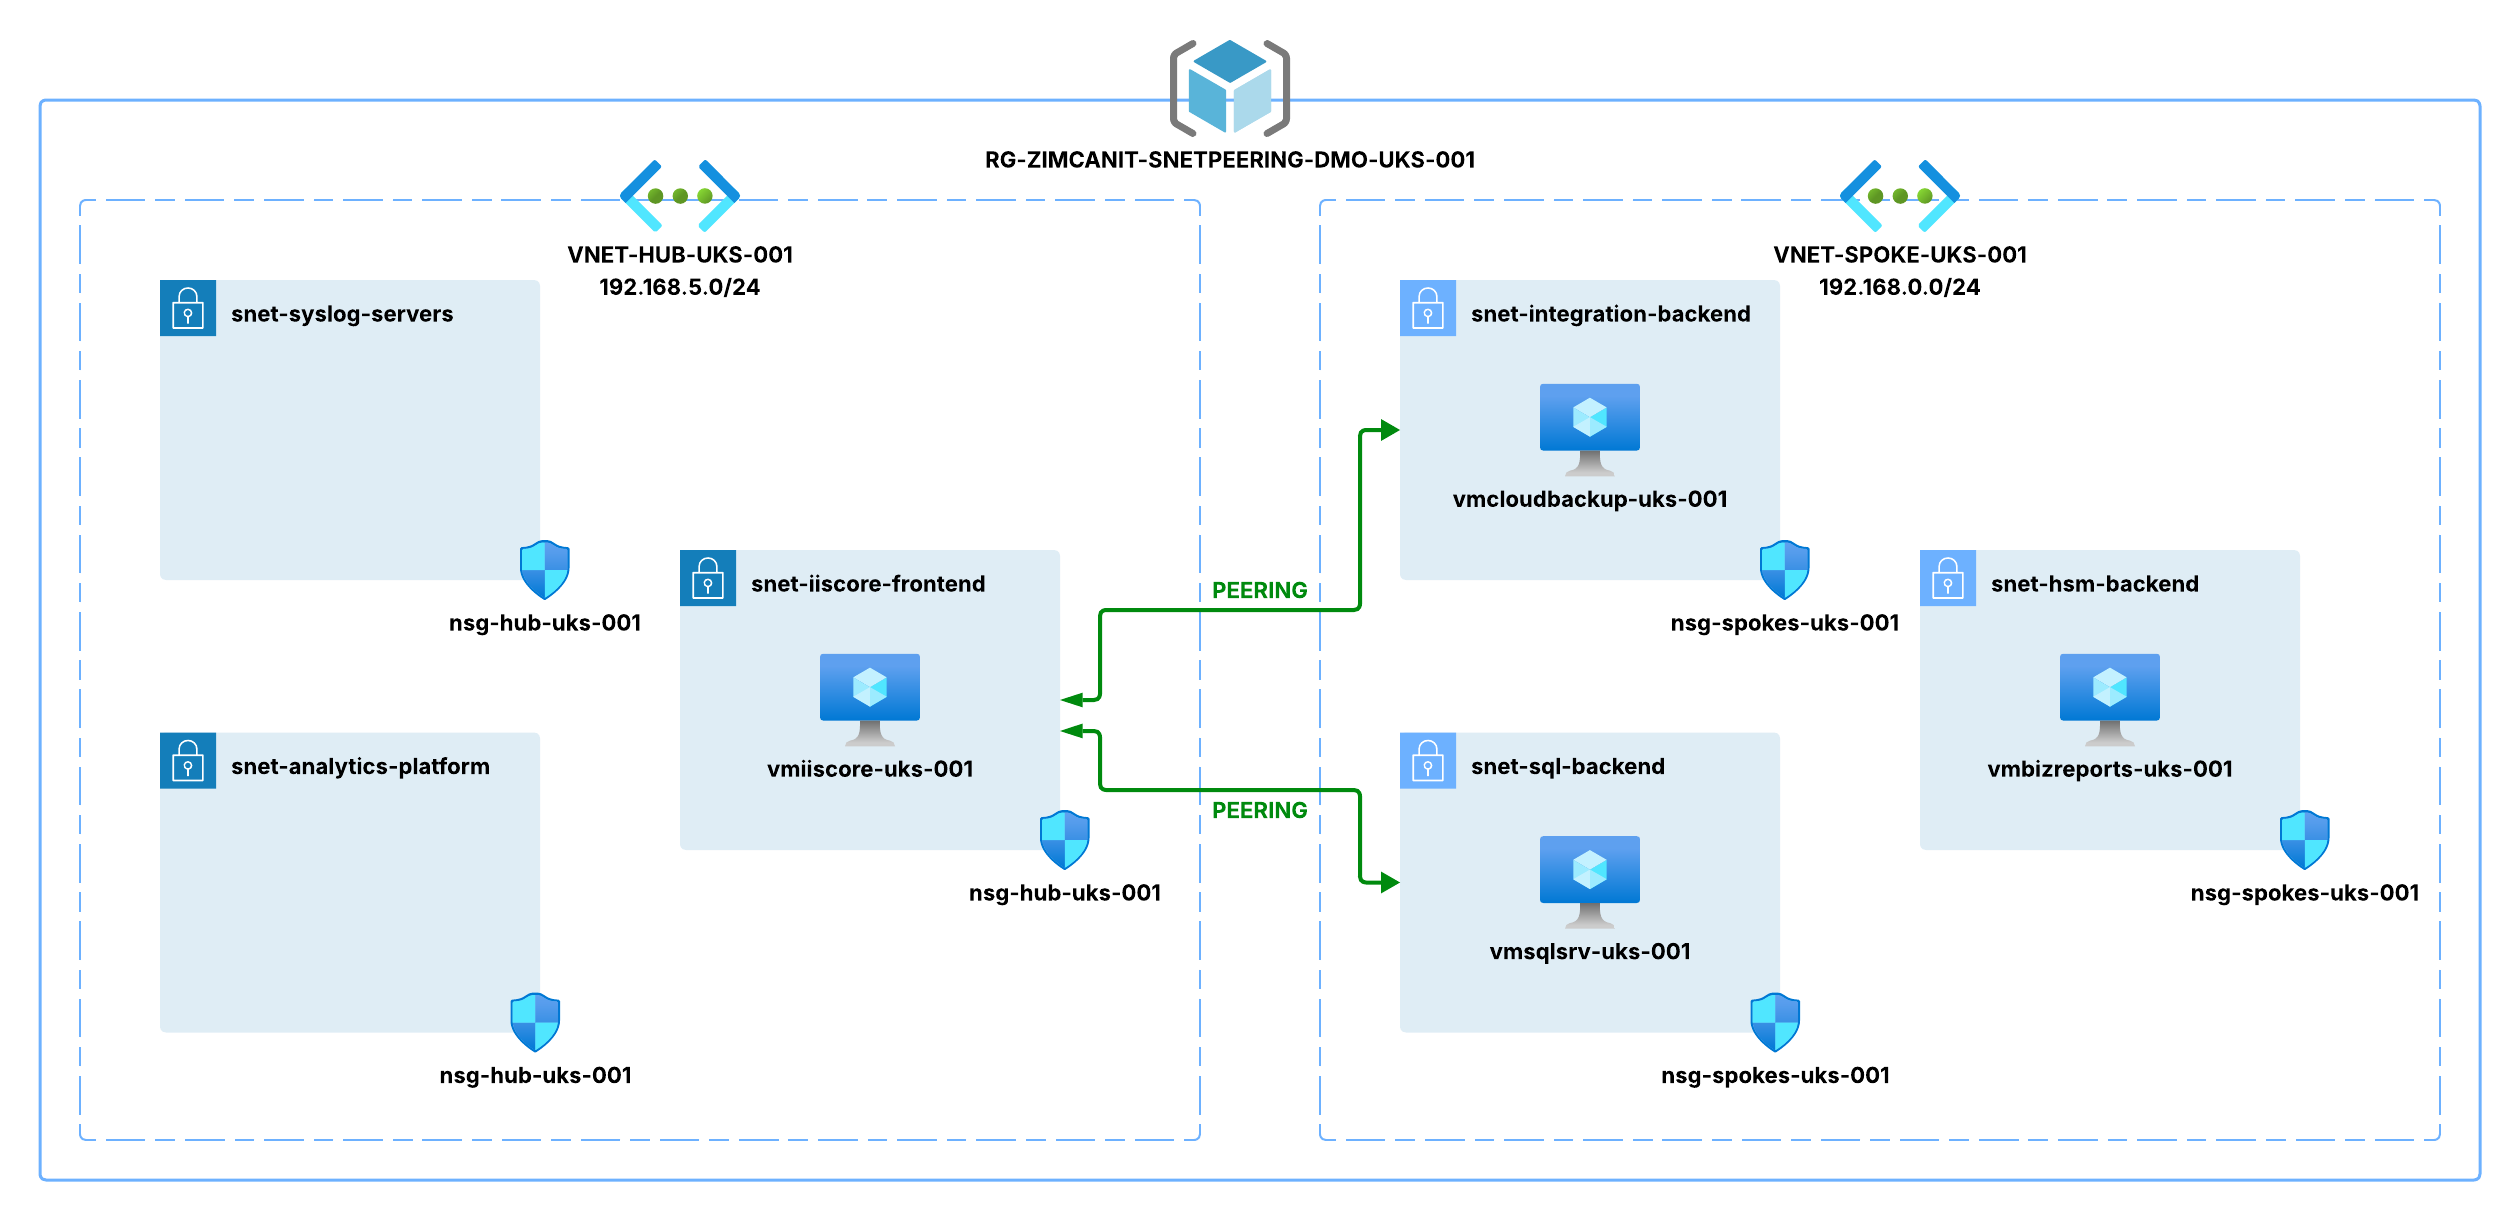 RG-ZIMCANIT-SNETPEERING-DMO-UKS-001
VNET-HUB-UKS-001
192.168.5.0/24
snet-syslog-servers
nsg-hub-uks-001
snet-iiscore-frontend
vmiiscore-uks-001
nsg-hub-uks-001
snet-analytics-platform
nsg-hub-uks-001
PEERING
PEERING
VNET-SPOKE-UKS-001
192.168.0.0/24
snet-integration-backend
vmcloudbackup-uks-001
nsg-spokes-uks-001
snet-hsm-backend
vmbizreports-uks-001
nsg-spokes-uks-001
snet-sql-backend
vmsqlsrv-uks-001
nsg-spokes-uks-001